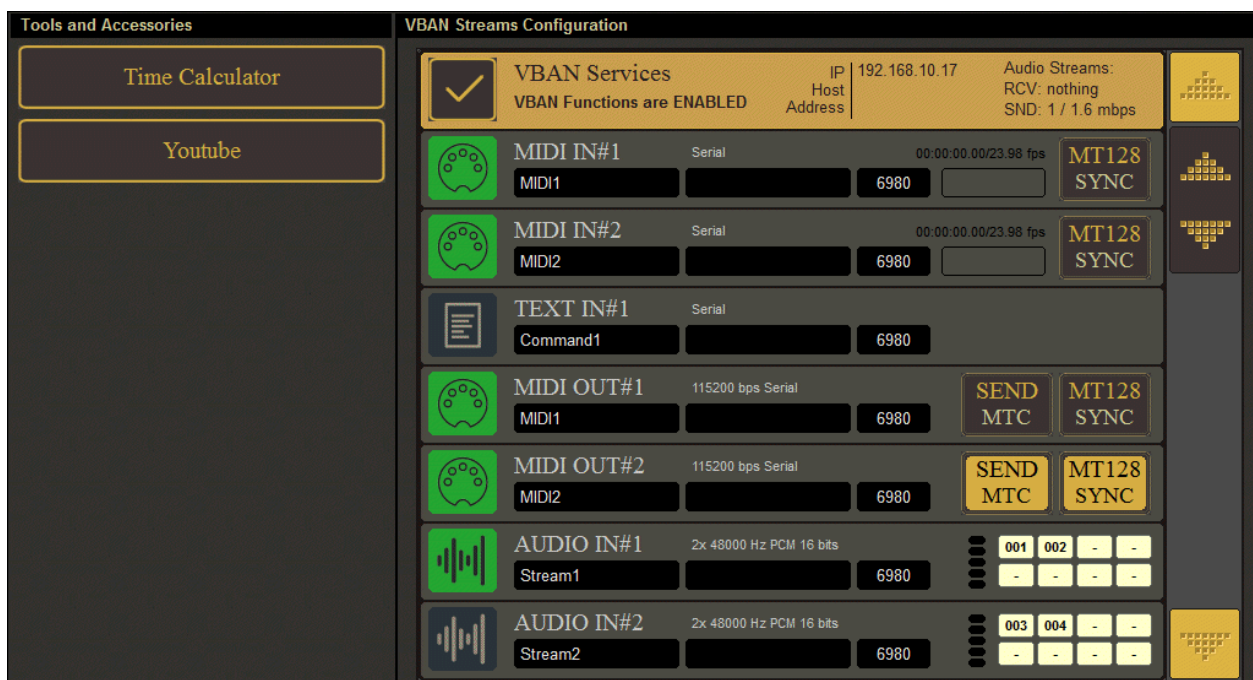 Tools and Accessories
Time Calculator
Youtube
VBAN Streams Configuration
VBAN Services
VBAN Functions are ENABLED
IP Host Address
192.168.10.17
Audio Streams:
RCV: nothing
SND: 1 / 1.6 mbps
MIDI IN#1 Serial 00:00:00.00/23.98 fps
MIDI1 6980
MT128 SYNC
MIDI IN#2 Serial 00:00:00.00/23.98 fps
MIDI2 6980
MT128 SYNC
TEXT IN#1 Serial
Command1 6980
MIDI OUT#1 115200 bps Serial
MIDI1 6980
SEND MTC
MT128 SYNC
MIDI OUT#2 115200 bps Serial
MIDI2 6980
SEND MTC
MT128 SYNC
AUDIO IN#1 2x 48000 Hz PCM 16 bits
Stream1 6980
001 002 - -
- - - -
AUDIO IN#2 2x 48000 Hz PCM 16 bits
Stream2 6980
003 004 - -
- - - -